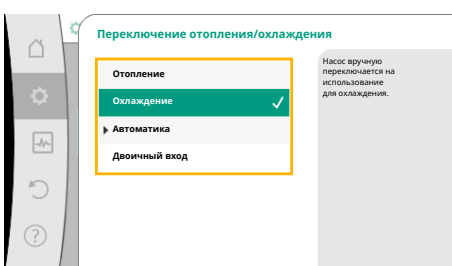 Переключение отопления/охлаждения
Отопление
Охлаждение
Автоматика
Двоичный вход
Насос вручную
переключается на
использование
для охлаждения.
?